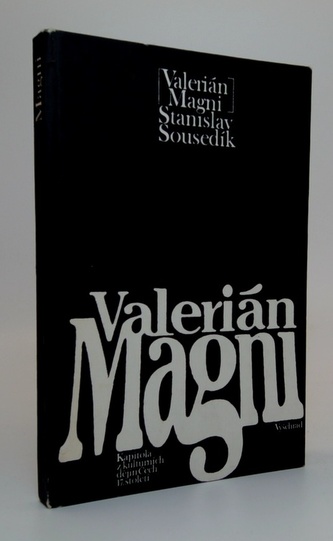 Magni
[Valerián]
Magni
Stanislav
Sousedík
Valerián
Magni
Vyšehrad
Kapitola
z kulturních
dějin Čech
17. století